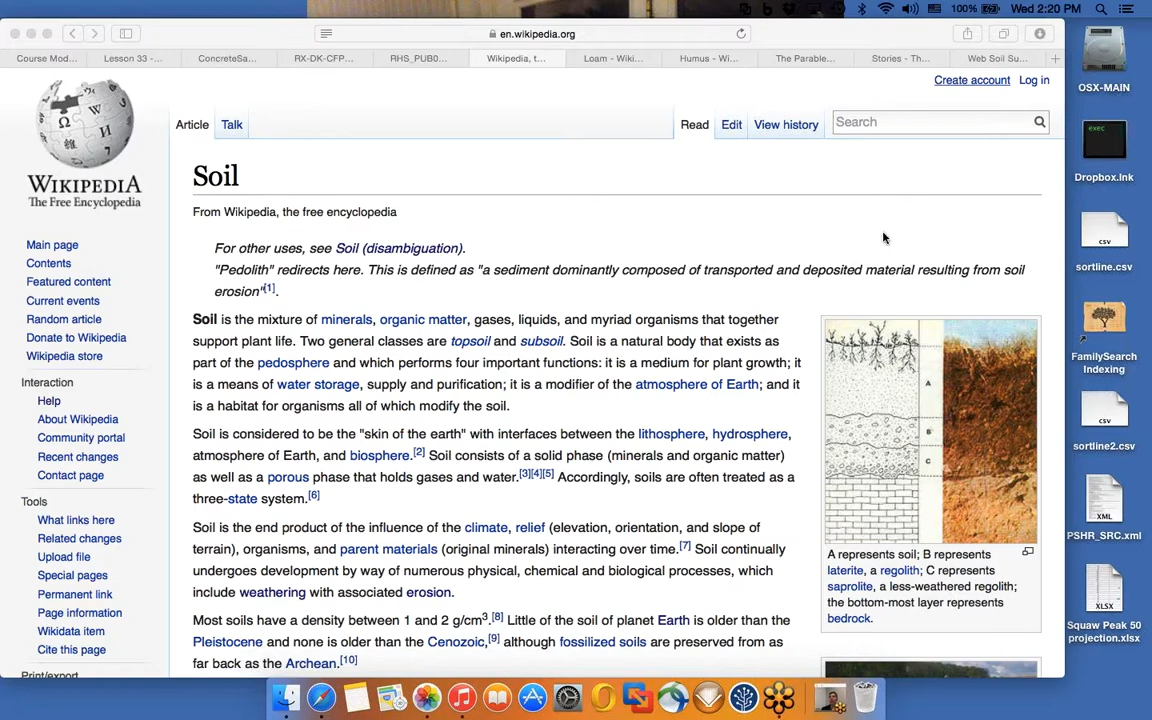 100% Wed 2:20 PM
en.wikipedia.org
Course Mod... Lesson 33 -... ConcreteSa... RX-DK-CFP... RHS_PUB0... Wikipedia, t... Loam - Wiki... Humus - Wi... The Parable... Stories - Th... Web Soil Su... +
Create account Log in
Article Talk Read Edit View history Search
WIKIPEDIA
The Free Encyclopedia
Main page
Contents
Featured content
Current events
Random article
Donate to Wikipedia
Wikipedia store
Interaction
Help
About Wikipedia
Community portal
Recent changes
Contact page
Tools
What links here
Related changes
Upload file
Special pages
Permanent link
Page information
Wikidata item
Cite this page
Print/export
Soil
From Wikipedia, the free encyclopedia
For other uses, see Soil (disambiguation).
"Pedolith" redirects here. This is defined as "a sediment dominantly composed of transported and deposited material resulting from soil
erosion"[1].
Soil is the mixture of minerals, organic matter, gases, liquids, and myriad organisms that together
support plant life. Two general classes are topsoil and subsoil. Soil is a natural body that exists as
part of the pedosphere and which performs four important functions: it is a medium for plant growth; it
is a means of water storage, supply and purification; it is a modifier of the atmosphere of Earth; and it
is a habitat for organisms all of which modify the soil.
Soil is considered to be the "skin of the earth" with interfaces between the lithosphere, hydrosphere,
atmosphere of Earth, and biosphere.[2] Soil consists of a solid phase (minerals and organic matter)
as well as a porous phase that holds gases and water.[3][4][5] Accordingly, soils are often treated as a
three-state system.[6]
Soil is the end product of the influence of the climate, relief (elevation, orientation, and slope of
terrain), organisms, and parent materials (original minerals) interacting over time.[7] Soil continually
undergoes development by way of numerous physical, chemical and biological processes, which
include weathering with associated erosion.
Most soils have a density between 1 and 2 g/cm3.[8] Little of the soil of planet Earth is older than the
Pleistocene and none is older than the Cenozoic,[9] although fossilized soils are preserved from as
far back as the Archean.[10]
A
B
C
A represents soil; B represents
laterite, a regolith; C represents
saprolite, a less-weathered regolith;
the bottom-most layer represents
bedrock.
OSX-MAIN
exec
Dropbox.lnk
csv
sortline.csv
FamilySearch
Indexing
csv
sortline2.csv
XML
PSHR_SRC.xml
XLSX
Squaw Peak 50
projection.xlsx